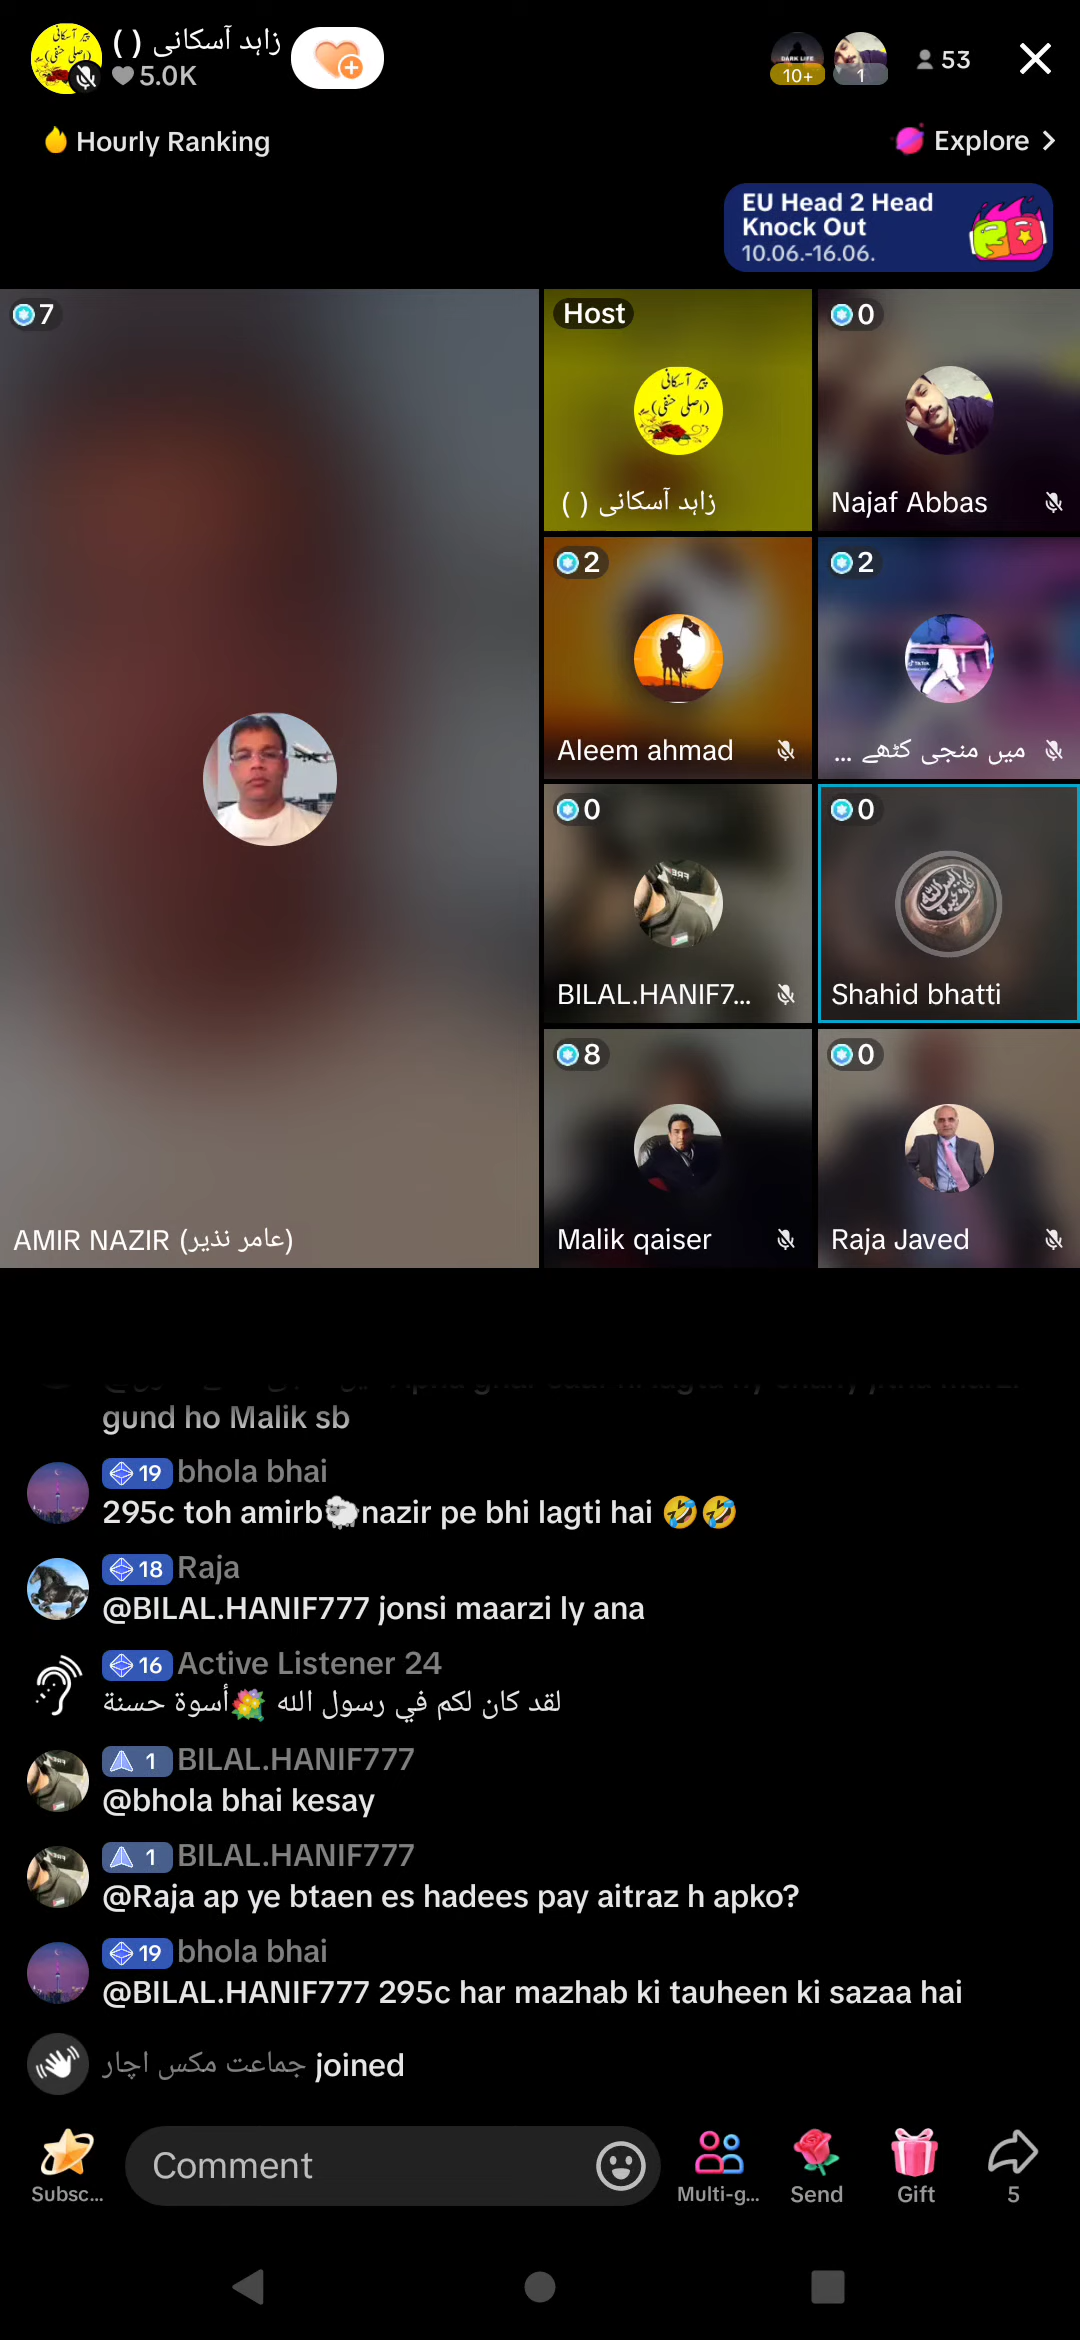 زاہد آسکانی ( )
5.0K
10+
1
53
Hourly Ranking
Explore
EU Head 2 Head
Knock Out
10.06.-16.06.
7
Host
0
پیر آسکانی
(اصلی حنفی)
زاہد آسکانی ( )
Najaf Abbas
2
2
Aleem ahmad
میں منجی کٹھے ...
0
0
BILAL.HANIF7...
Shahid bhatti
8
0
AMIR NAZIR (عامر نذیر)
Malik qaiser
Raja Javed
gund ho Malik sb
19 bhola bhai
295c toh amirb🐑nazir pe bhi lagti hai 🤣🤣
18 Raja
@BILAL.HANIF777 jonsi maarzi ly ana
16 Active Listener 24
لقد كان لكم في رسول الله 💐أسوة حسنة
1 BILAL.HANIF777
@bhola bhai kesay
1 BILAL.HANIF777
@Raja ap ye btaen es hadees pay aitraz h apko?
19 bhola bhai
@BILAL.HANIF777 295c har mazhab ki tauheen ki sazaa hai
جماعت مکس اچار joined
Comment
Subsc...
Multi-g...
Send
Gift
5